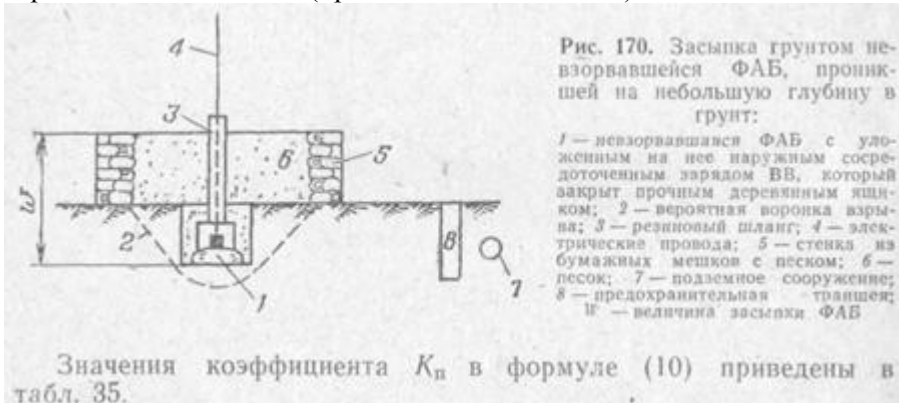 4
3
6
5
W
2
1
8
7
Рис. 170. Засыпка грунтом не-
взорвавшейся ФАБ, проник-
шей на небольшую глубину в
грунт:
1 — невзорвавшаяся ФАБ с уло-
женным на нее наружным сосре-
доточенным зарядом ВВ, который
закрыт прочным деревянным ящи-
ком; 2 — вероятная воронка взры-
ва; 3 — резиновый шланг; 4 — элек-
трические провода; 5 — стенка из
бумажных мешков с песком; 6 —
песок; 7 — подземное сооружение;
8 — предохранительная траншея;
W — величина засыпки ФАБ
Значения коэффициента Kп в формуле (10) приведены в
табл. 35.